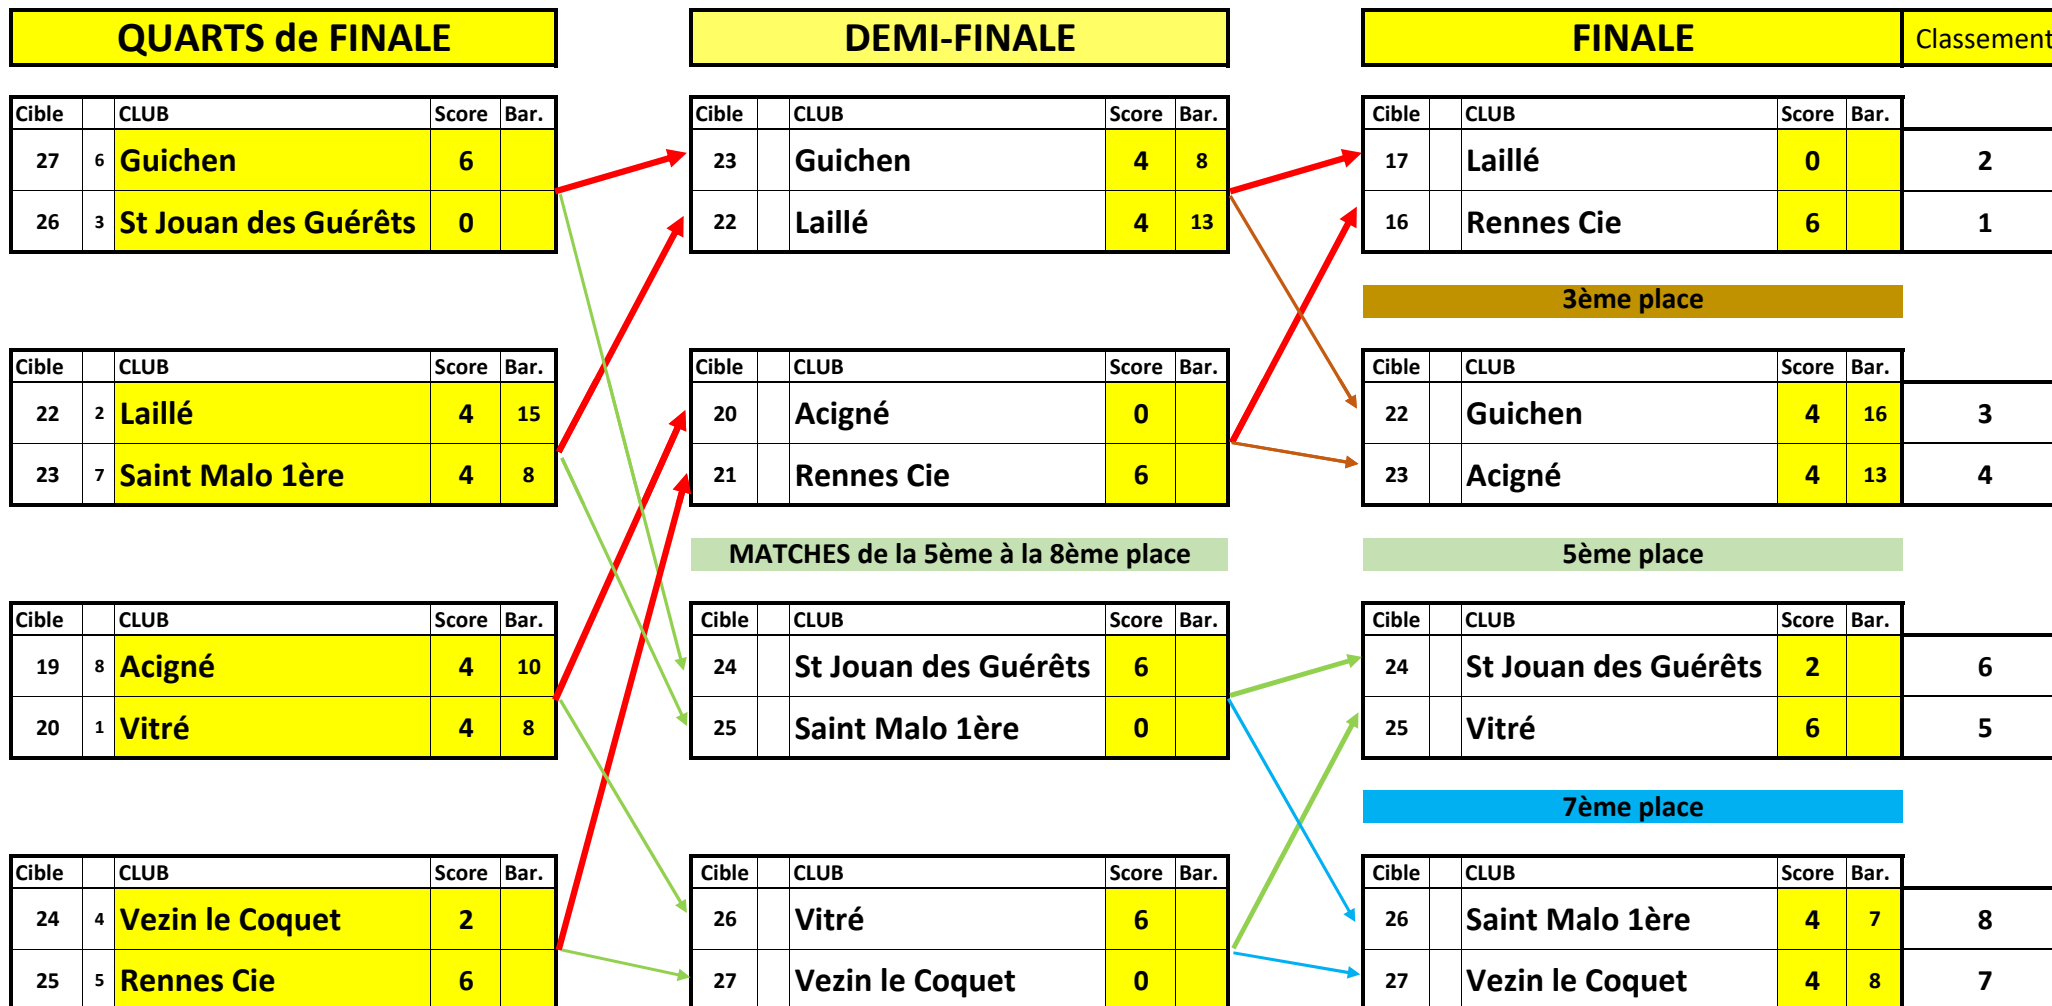 QUARTS de FINALE DEMI-FINALE FINALE Classement
Cible CLUB Score Bar. Cible CLUB Score Bar. Cible CLUB Score Bar.
27 6 Guichen 6 23 Guichen 4 8 17 Laillé 0 2
26 3 St Jouan des Guérêts 0 22 Laillé 4 13 16 Rennes Cie 6 1
3ème place
Cible CLUB Score Bar. Cible CLUB Score Bar. Cible CLUB Score Bar.
22 2 Laillé 4 15 20 Acigné 0 22 Guichen 4 16 3
23 7 Saint Malo 1ère 4 8 21 Rennes Cie 6 23 Acigné 4 13 4
MATCHES de la 5ème à la 8ème place 5ème place
Cible CLUB Score Bar. Cible CLUB Score Bar. Cible CLUB Score Bar.
19 8 Acigné 4 10 24 St Jouan des Guérêts 6 24 St Jouan des Guérêts 2 6
20 1 Vitré 4 8 25 Saint Malo 1ère 0 25 Vitré 6 5
7ème place
Cible CLUB Score Bar. Cible CLUB Score Bar. Cible CLUB Score Bar.
24 4 Vezin le Coquet 2 26 Vitré 6 26 Saint Malo 1ère 4 7 8
25 5 Rennes Cie 6 27 Vezin le Coquet 0 27 Vezin le Coquet 4 8 7